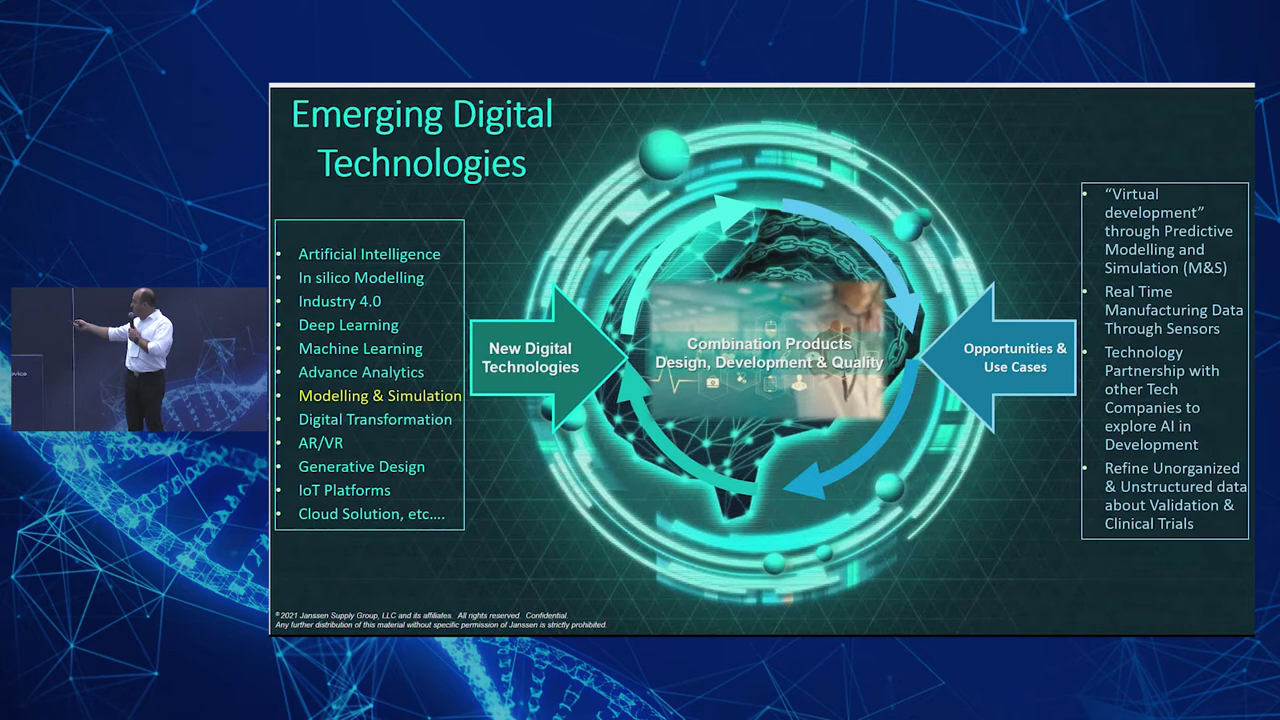 Emerging Digital
Technologies
• Artificial Intelligence
• In silico Modelling
• Industry 4.0
• Deep Learning
• Machine Learning
• Advance Analytics
• Modelling & Simulation
• Digital Transformation
• AR/VR
• Generative Design
• IoT Platforms
• Cloud Solution, etc....
New Digital
Technologies
Combination Products
Design, Development & Quality
Opportunities &
Use Cases
• “Virtual
development”
through Predictive
Modelling and
Simulation (M&S)
• Real Time
Manufacturing Data
Through Sensors
• Technology
Partnership with
other Tech
Companies to
explore AI in
Development
• Refine Unorganized
& Unstructured data
about Validation &
Clinical Trials
© 2021 Janssen Supply Group, LLC and its affiliates. All rights reserved. Confidential.
Any further distribution of this material without specific permission of Janssen is strictly prohibited.